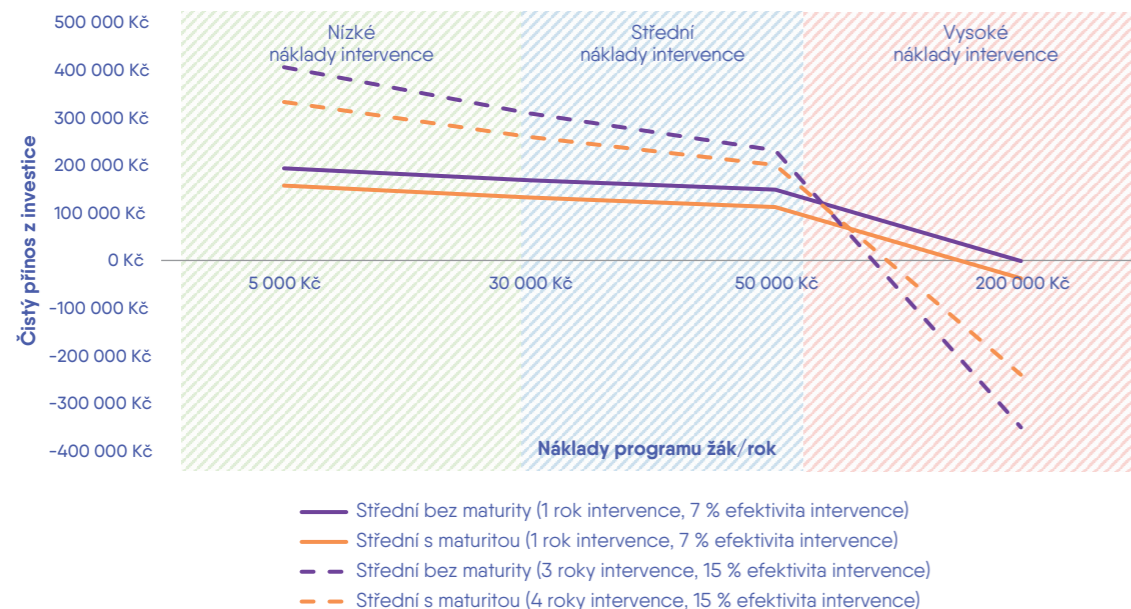 500 000 Kč
400 000 Kč
300 000 Kč
200 000 Kč
100 000 Kč
0 Kč
-100 000 Kč
-200 000 Kč
-300 000 Kč
-400 000 Kč
Čistý přínos z investice
Nízké
náklady intervence
Střední
náklady intervence
Vysoké
náklady intervence
5 000 Kč
30 000 Kč
50 000 Kč
200 000 Kč
Náklady programu žák/rok
Střední bez maturity (1 rok intervence, 7 % efektivita intervence)
Střední s maturitou (1 rok intervence, 7 % efektivita intervence)
Střední bez maturity (3 roky intervence, 15 % efektivita intervence)
Střední s maturitou (4 roky intervence, 15 % efektivita intervence)